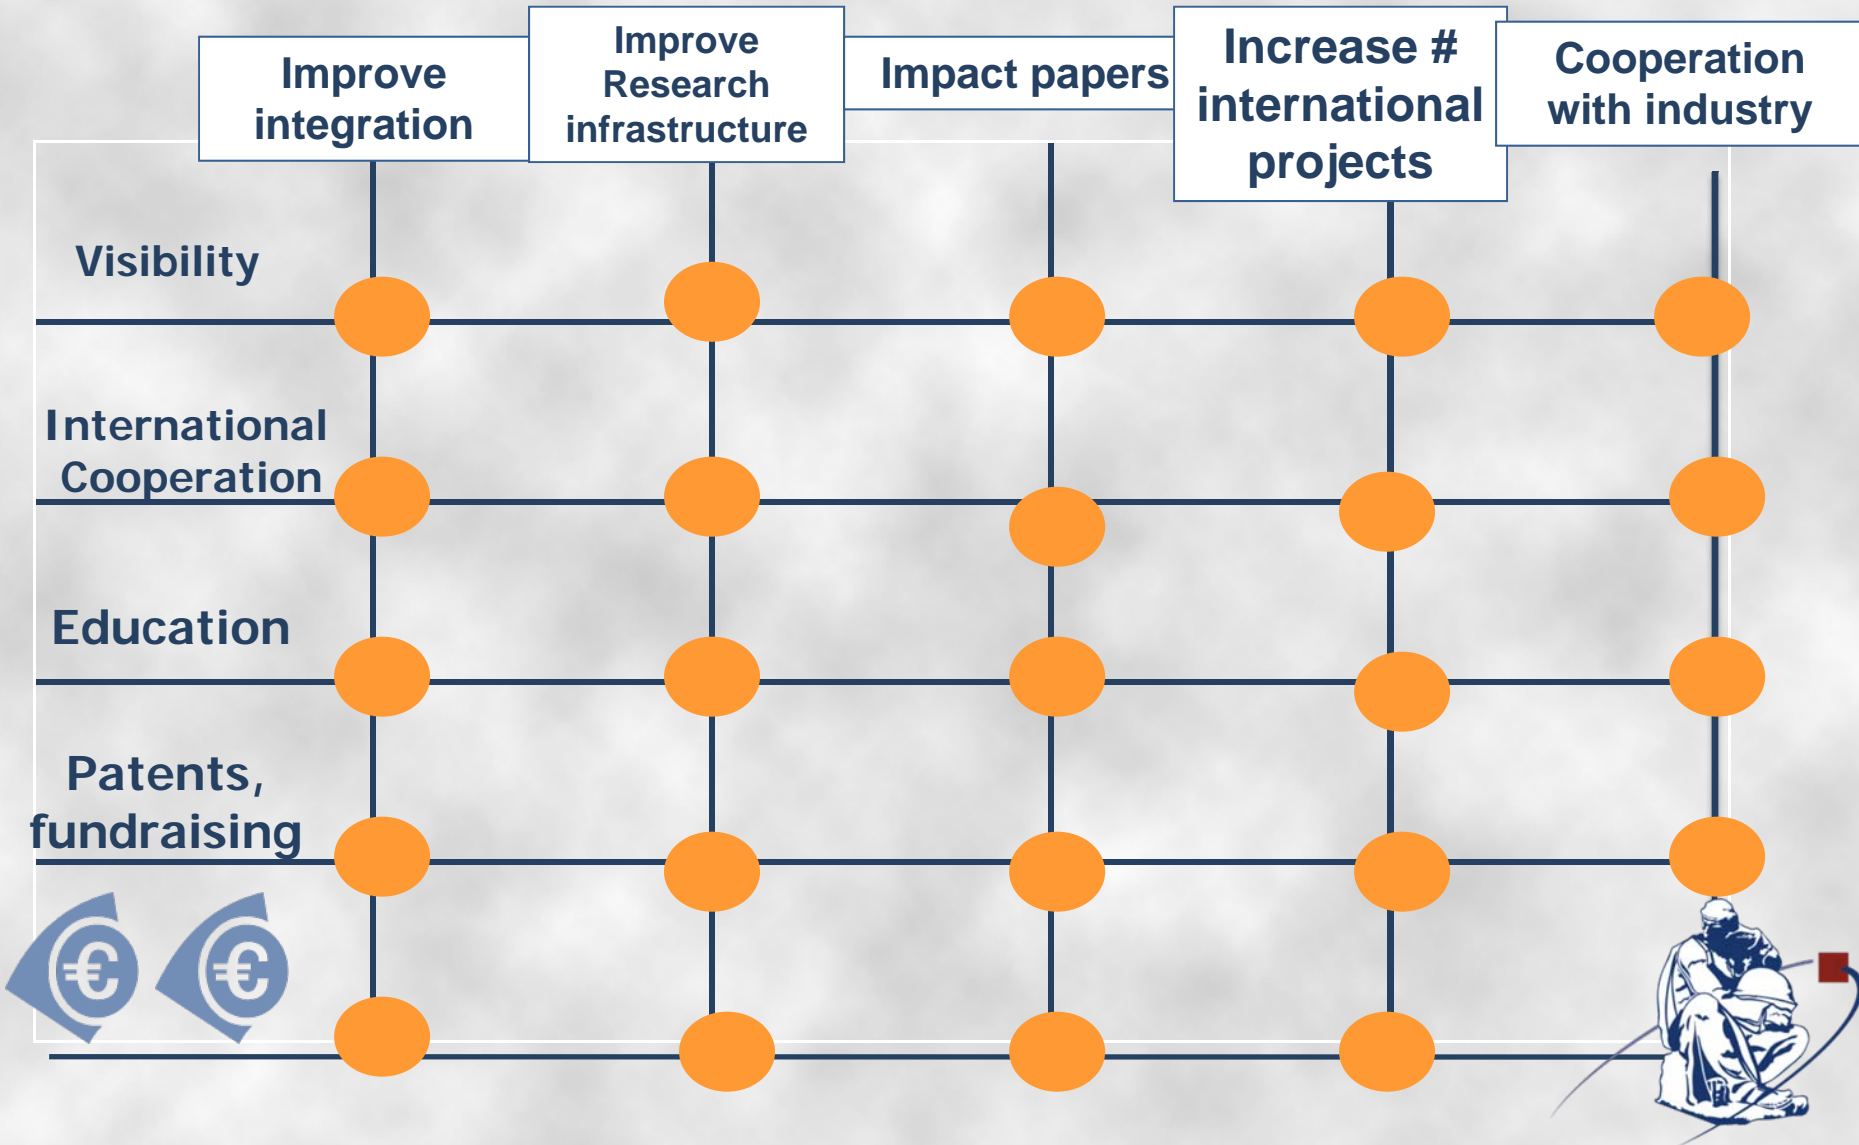 Improve
integration
Improve
Research
infrastructure
Impact papers
Increase #
international
projects
Cooperation
with industry
Visibility
International
Cooperation
Education
Patents,
fundraising
€ €